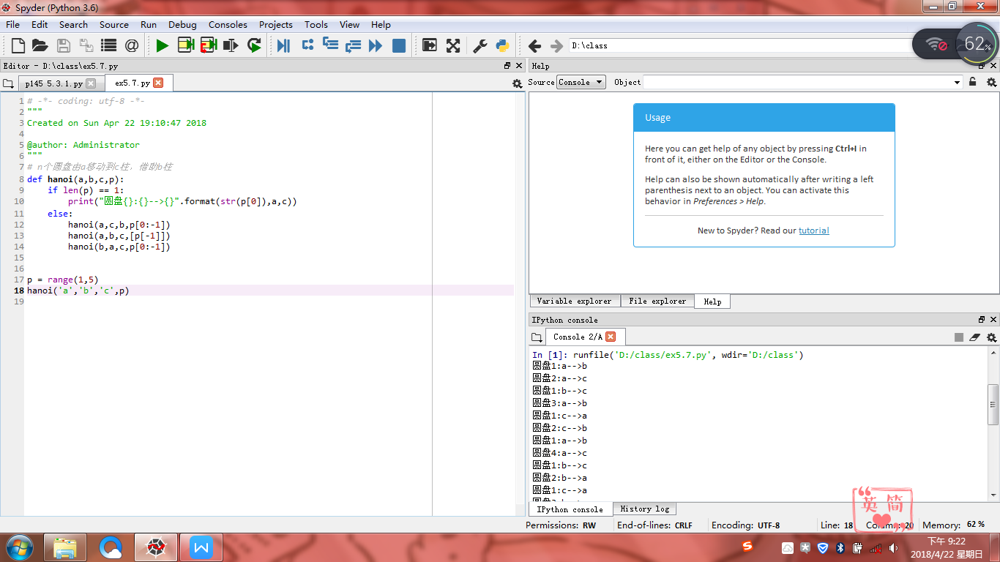 Spyder (Python 3.6)
File Edit Search Source Run Debug Consoles Projects Tools View Help
D:\class
62%
Editor - D:\class\ex5.7.py
p145 5.3.1.py ex5.7.py
1 # -*- coding: utf-8 -*-
2 """
3 Created on Sun Apr 22 19:10:47 2018
4
5 @author: Administrator
6 """
7 # n个圆盘由a移动到c柱，借助b柱
8 def hanoi(a,b,c,p):
9     if len(p) == 1:
10         print("圆盘{}:{}-->{}".format(str(p[0]),a,c))
11     else:
12         hanoi(a,c,b,p[0:-1])
13         hanoi(a,b,c,[p[-1]])
14         hanoi(b,a,c,p[0:-1])
15
16
17 p = range(1,5)
18 hanoi('a','b','c',p)
19
Help
Source Console Object
Usage
Here you can get help of any object by pressing Ctrl+I in
front of it, either on the Editor or the Console.
Help can also be shown automatically after writing a left
parenthesis next to an object. You can activate this
behavior in Preferences > Help.
New to Spyder? Read our tutorial
Variable explorer File explorer Help
IPython console
Console 2/A
In [1]: runfile('D:/class/ex5.7.py', wdir='D:/class')
圆盘1:a-->b
圆盘2:a-->c
圆盘1:b-->c
圆盘3:a-->b
圆盘1:c-->a
圆盘2:c-->b
圆盘1:a-->b
圆盘4:a-->c
圆盘1:b-->c
圆盘2:b-->a
圆盘1:c-->a
IPython console History log
英 简
Permissions: RW End-of-lines: CRLF Encoding: UTF-8 Line: 18 Column: 20 Memory: 62 %
下午 9:22
2018/4/22 星期日